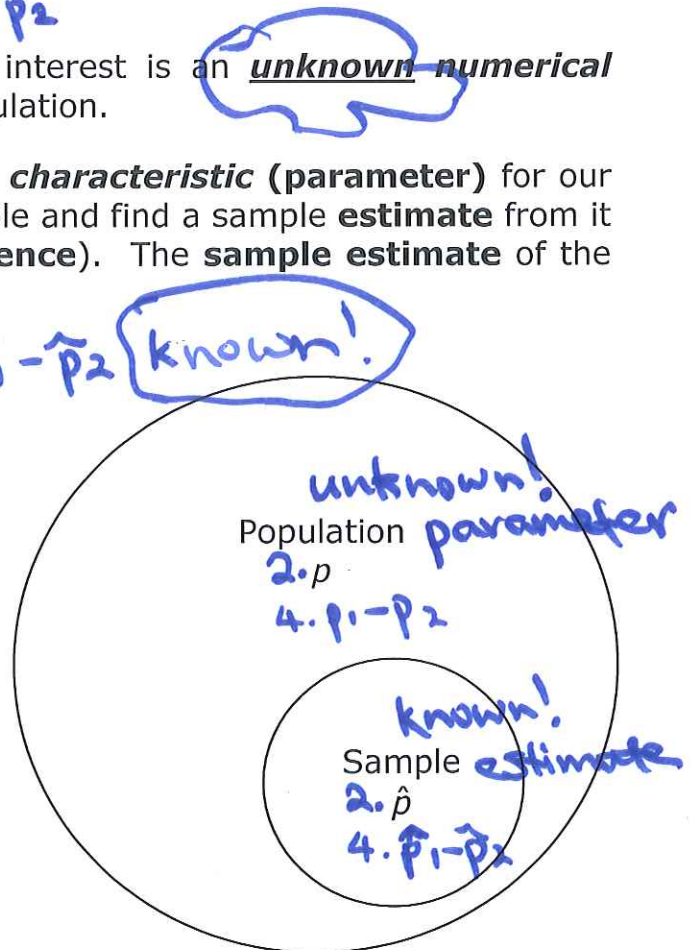 p2
interest is an unknown numerical
ulation.
characteristic (parameter) for our
le and find a sample estimate from it
ence). The sample estimate of the
- p̂2 known!
unknown!
Population parameter
2. p
4. p1-p2
known!
Sample estimate
2. p̂
4. p̂1-p̂2